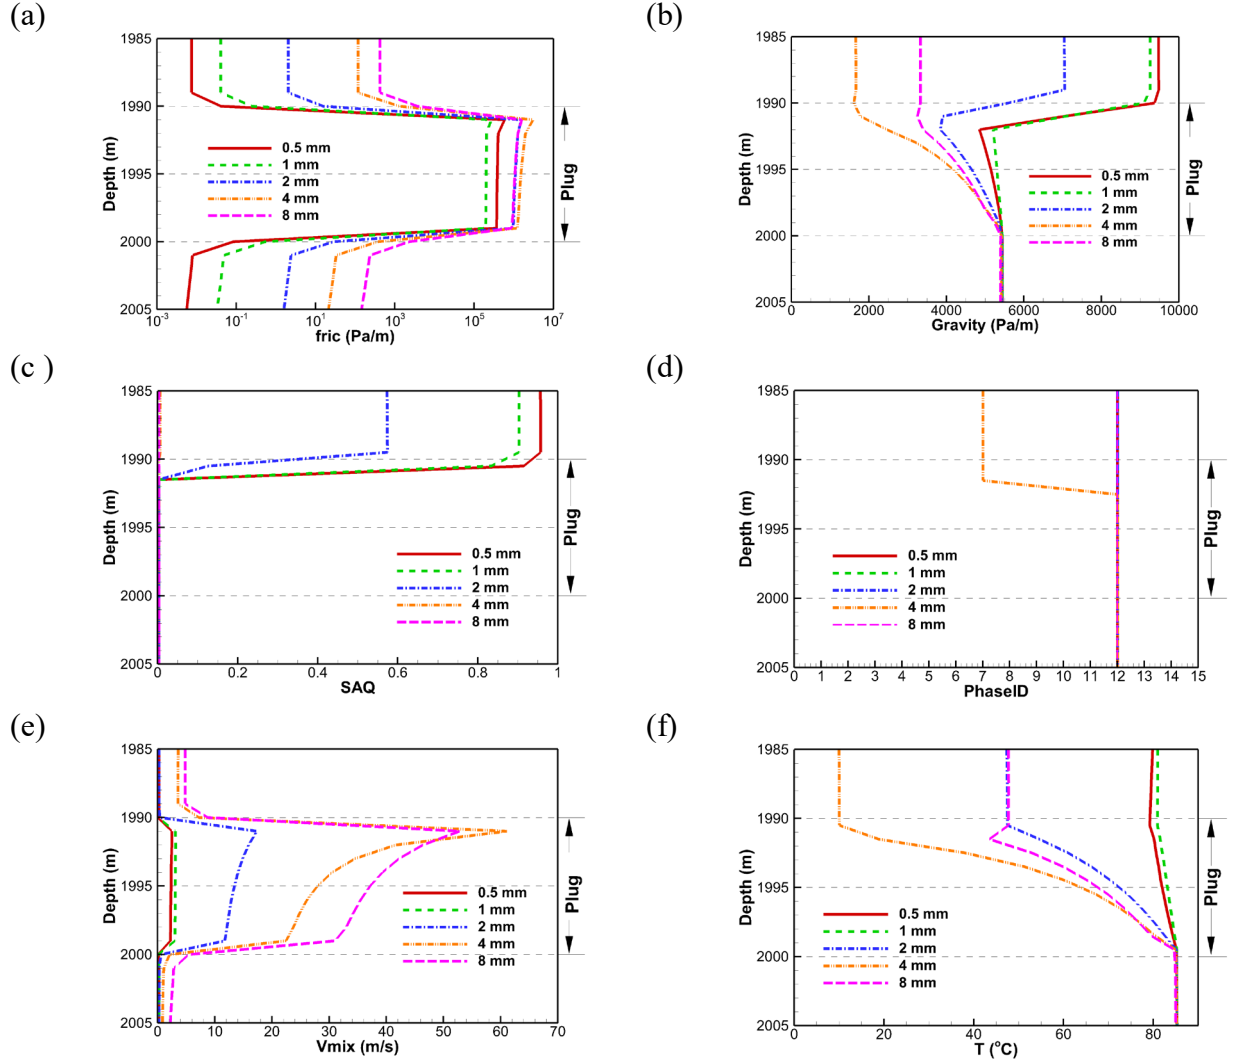 (a)
1985
1990
1995
2000
2005
Depth (m)
0.5 mm
1 mm
2 mm
4 mm
8 mm
Plug
10-3 10-1 101 103 105 107
fric (Pa/m)
(b)
1985
1990
1995
2000
2005
Depth (m)
0.5 mm
1 mm
2 mm
4 mm
8 mm
Plug
0 2000 4000 6000 8000 10000
Gravity (Pa/m)
(c )
1985
1990
1995
2000
2005
Depth (m)
0.5 mm
1 mm
2 mm
4 mm
8 mm
Plug
0 0.2 0.4 0.6 0.8 1
SAQ
(d)
1985
1990
1995
2000
2005
Depth (m)
0.5 mm
1 mm
2 mm
4 mm
8 mm
Plug
0 1 2 3 4 5 6 7 8 9 10 11 12 13 14 15
PhaseID
(e)
1985
1990
1995
2000
2005
Depth (m)
0.5 mm
1 mm
2 mm
4 mm
8 mm
Plug
0 10 20 30 40 50 60 70
Vmix (m/s)
(f)
1985
1990
1995
2000
2005
Depth (m)
0.5 mm
1 mm
2 mm
4 mm
8 mm
Plug
0 20 40 60 80
T (oC)